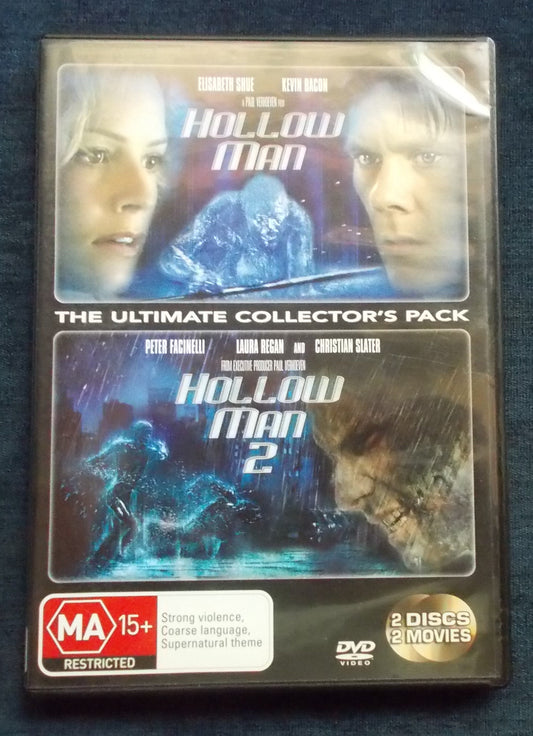 ELISABETH SHUE KEVIN BACON
A PAUL VERHOEVEN FILM
HOLLOW
MAN
THE ULTIMATE COLLECTOR'S PACK
PETER FACINELLI LAURA REGAN AND CHRISTIAN SLATER
FROM EXECUTIVE PRODUCER PAUL VERHOEVEN
HOLLOW
MAN
2
MA 15+
RESTRICTED
Strong violence,
Coarse language,
Supernatural theme
DVD
VIDEO
2 DISCS
2 MOVIES